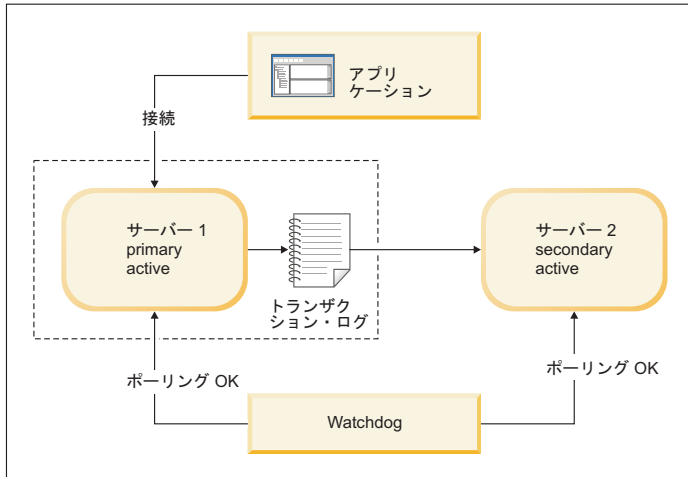 アプリ
ケーション
接続
サーバー 1
primary
active
サーバー 2
secondary
active
トランザク
ション・ログ
ポーリング OK
ポーリング OK
Watchdog